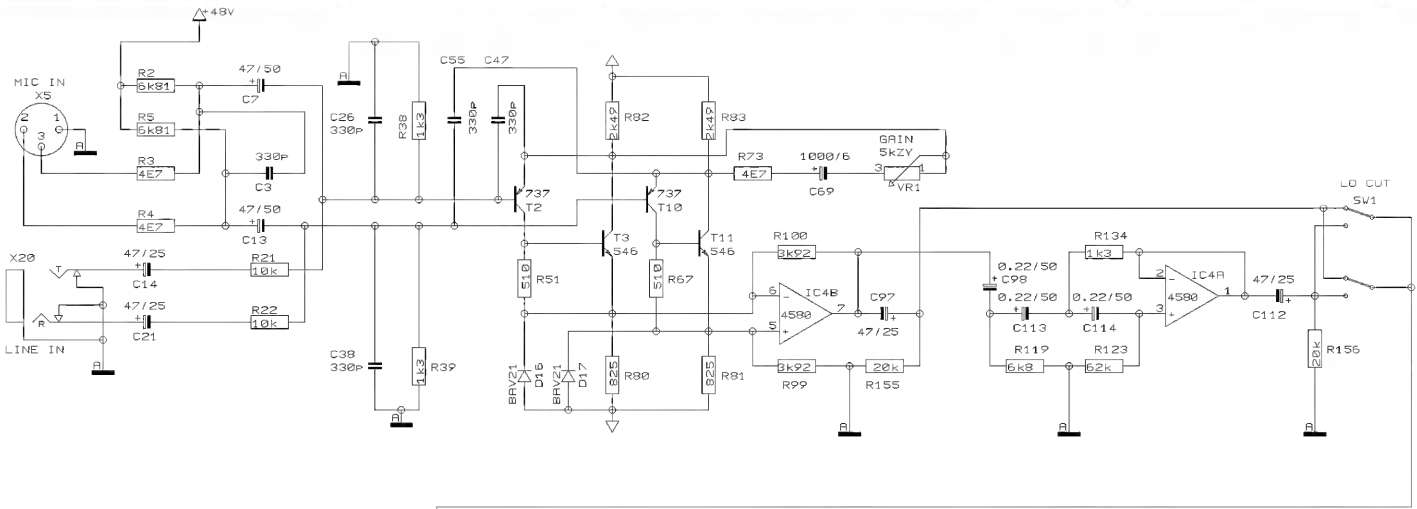 +48V
MIC IN
X5
2
1
3
A
R2
6k81
R5
6k81
R3
4E7
R4
4E7
47/50
C7
330p
C3
47/50
C13
X20
T
R
LINE IN
A
47/25
C14
47/25
C21
R21
10k
R22
10k
A
C26
330p
R38
1k3
C38
330p
R39
1k3
A
C55
C47
330p
330p
737
T2
737
T10
R82
2k49
R83
2k49
T3
546
T11
546
R51
510
R67
510
BAV21
D16
BAV21
D17
R80
825
R81
825
R73
4E7
1000/6
C69
GAIN
5kZY
3
1
VR1
R100
3k92
IC4B
6
5
7
4580
C97
47/25
R99
3k92
R155
20k
A
0.22/50
C98
0.22/50
C113
0.22/50
C114
R119
6k8
R123
62k
A
R134
1k3
IC4A
2
3
1
4580
47/25
C112
R156
20k
A
LO CUT
SW1